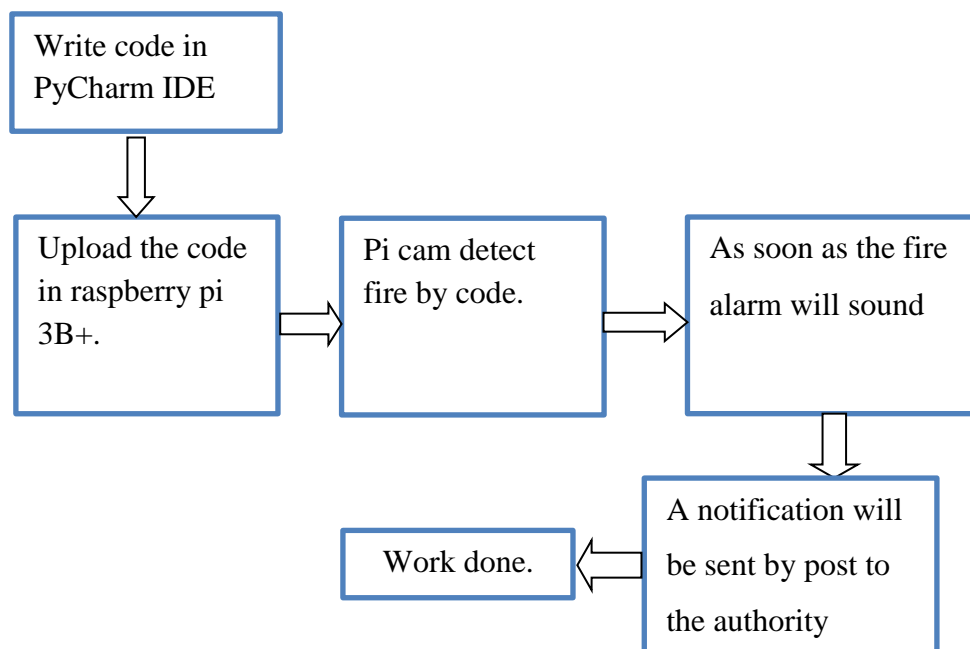 Write code in
PyCharm IDE
Upload the code
in raspberry pi
3B+.
Pi cam detect
fire by code.
As soon as the fire
alarm will sound
A notification will
be sent by post to
the authority
Work done.